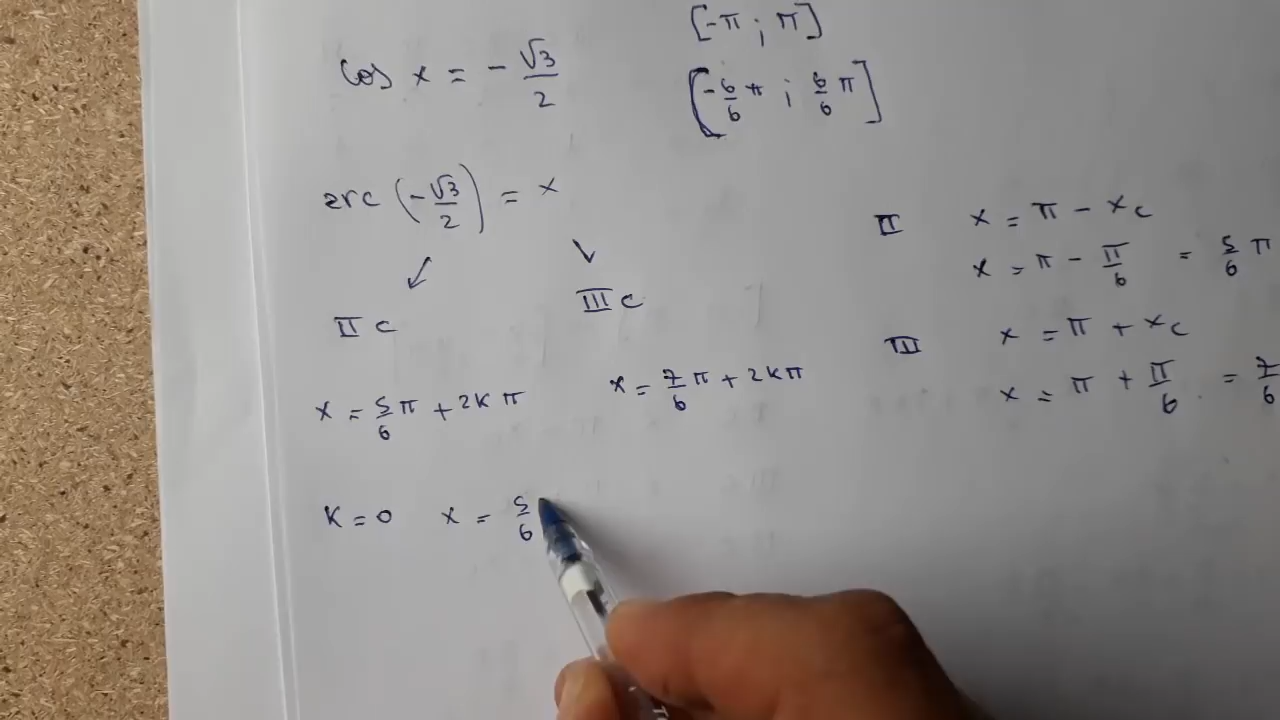 cos x = - √3/2
[-π ; π]
[-6/6 π ; 6/6 π]
arc (-√3/2) = x
II c
III c
x = 5/6 π + 2kπ
x = 7/6 π + 2kπ
K = 0 x = 5/6
II x = π - xc
x = π - π/6 = 5/6 π
III x = π + xc
x = π + π/6 = 7/6